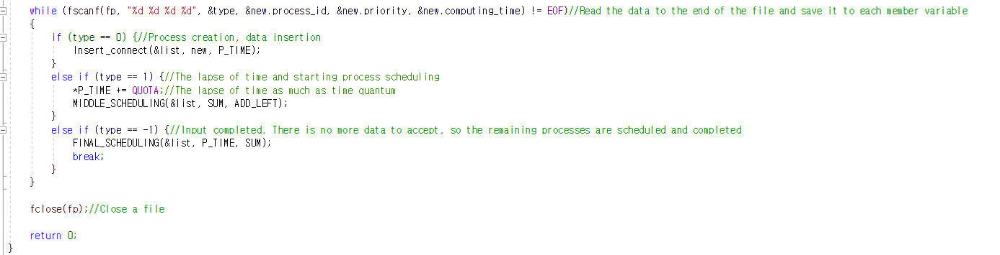 while (fscanf(fp, "%d %d %d %d", &type, &new.process_id, &new.priority, &new.computing_time) != EOF)//Read the data to the end of the file and save it to each member variable
{
if (type == 0) {//Process creation, data insertion
Insert_connect(&list, new, P_TIME);
}
else if (type == 1) {//The lapse of time and starting process scheduling
*P_TIME += QUOTA;//The lapse of time as much as time quantum
MIDDLE_SCHEDULING(&list, SUM, ADD_LEFT);
}
else if (type == -1) {//Input completed. There is no more data to accept, so the remaining processes are scheduled and completed
FINAL_SCHEDULING(&list, P_TIME, SUM);
break;
}
}
fclose(fp);//Close a file
return 0;
}